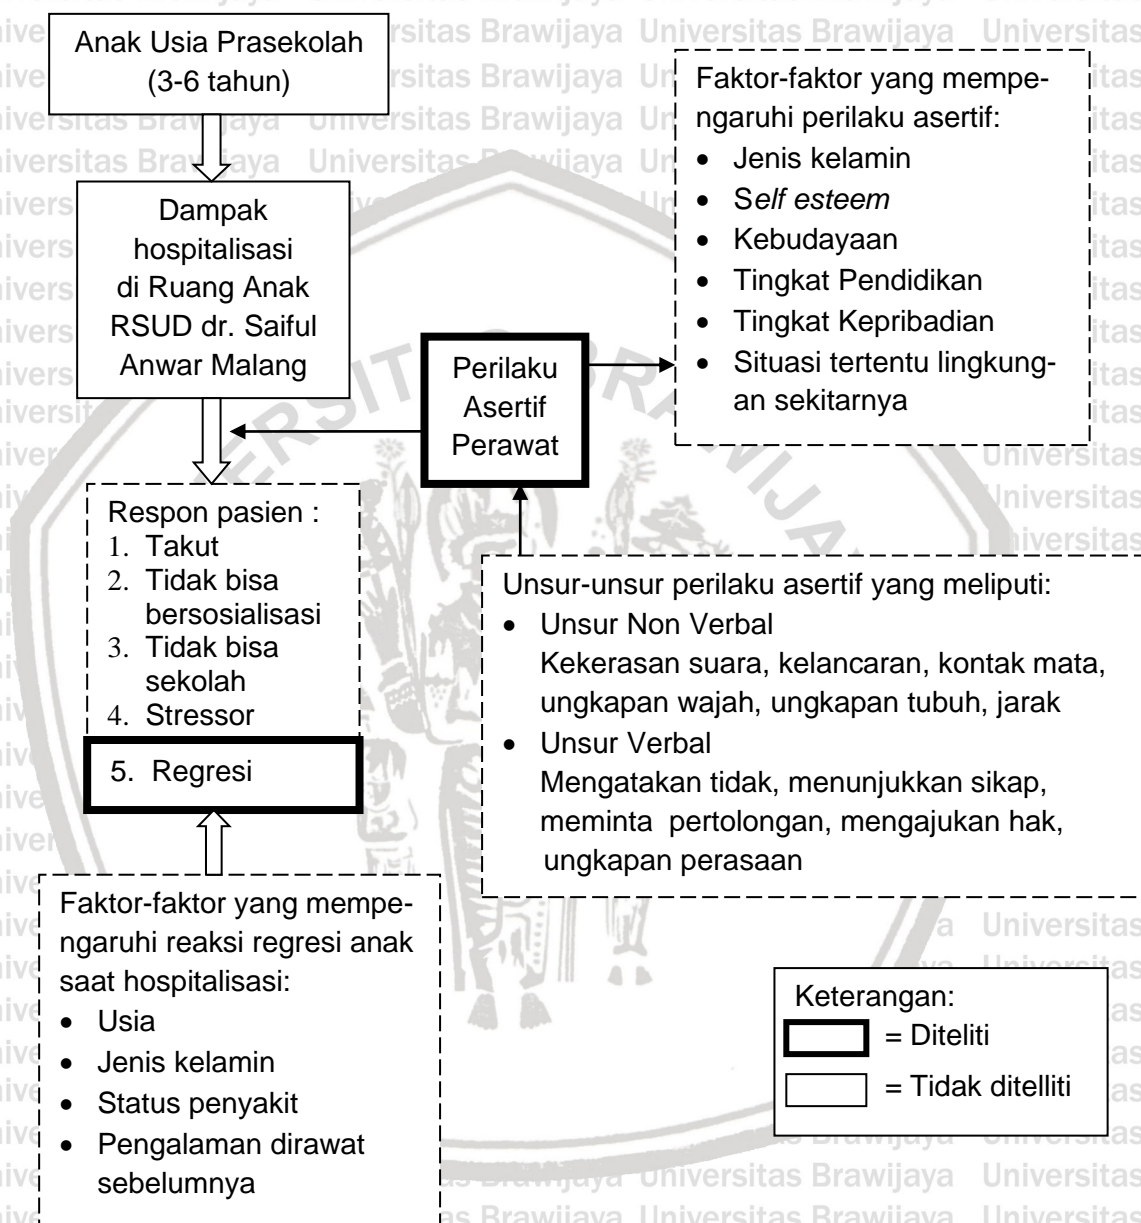 Anak Usia Prasekolah
(3-6 tahun)
Dampak
hospitalisasi
di Ruang Anak
RSUD dr. Saiful
Anwar Malang
Faktor-faktor yang mempe-
ngaruhi perilaku asertif:
• Jenis kelamin
• Self esteem
• Kebudayaan
• Tingkat Pendidikan
• Tingkat Kepribadian
• Situasi tertentu lingkung-
an sekitarnya
Perilaku
Asertif
Perawat
Respon pasien :
1. Takut
2. Tidak bisa
bersosialisasi
3. Tidak bisa
sekolah
4. Stressor
5. Regresi
Unsur-unsur perilaku asertif yang meliputi:
• Unsur Non Verbal
Kekerasan suara, kelancaran, kontak mata,
ungkapan wajah, ungkapan tubuh, jarak
• Unsur Verbal
Mengatakan tidak, menunjukkan sikap,
meminta pertolongan, mengajukan hak,
ungkapan perasaan
Faktor-faktor yang mempe-
ngaruhi reaksi regresi anak
saat hospitalisasi:
• Usia
• Jenis kelamin
• Status penyakit
• Pengalaman dirawat
sebelumnya
Keterangan:
= Diteliti
= Tidak ditelliti